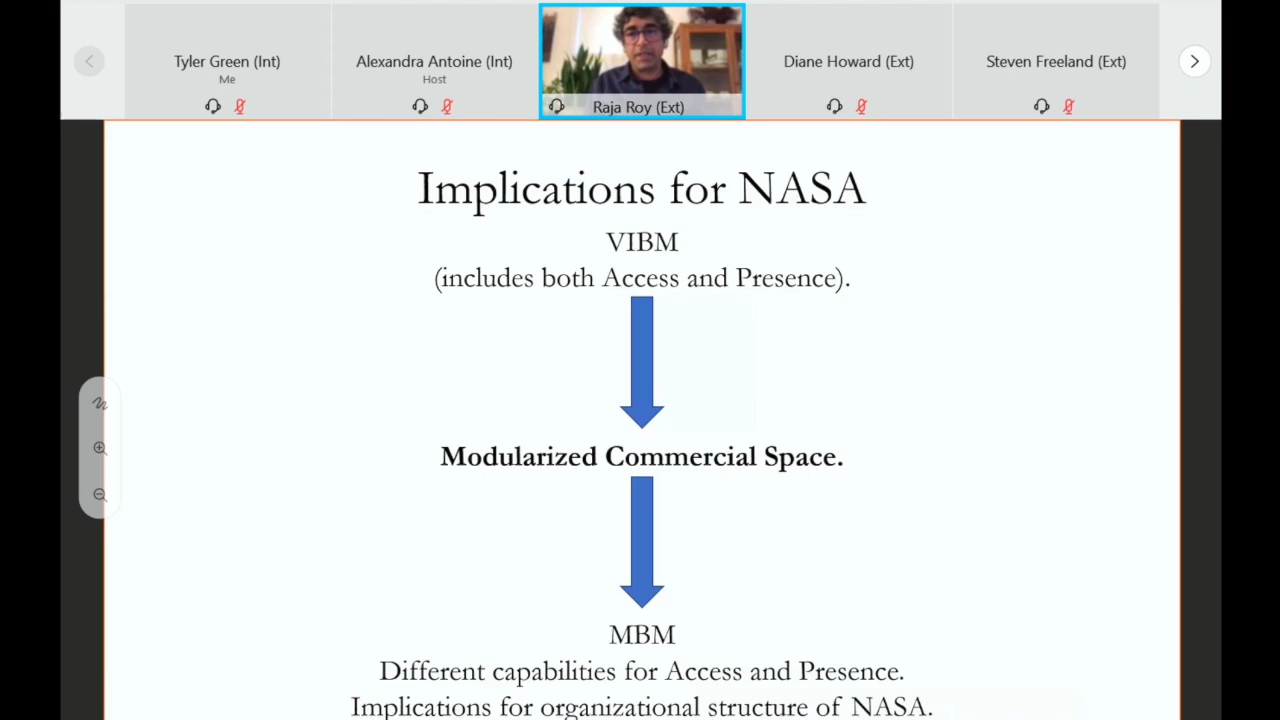 Tyler Green (Int)
Me
Alexandra Antoine (Int)
Host
Raja Roy (Ext)
Diane Howard (Ext)
Steven Freeland (Ext)
Implications for NASA
VIBM
(includes both Access and Presence).
Modularized Commercial Space.
MBM
Different capabilities for Access and Presence.
Implications for organizational structure of NASA.